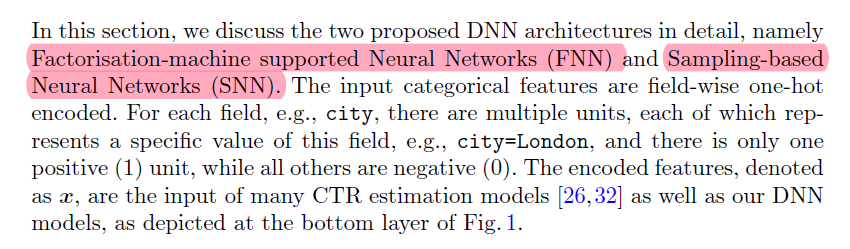 In this section, we discuss the two proposed DNN architectures in detail, namely
Factorisation-machine supported Neural Networks (FNN) and Sampling-based
Neural Networks (SNN). The input categorical features are field-wise one-hot
encoded. For each field, e.g., city, there are multiple units, each of which rep-
resents a specific value of this field, e.g., city=London, and there is only one
positive (1) unit, while all others are negative (0). The encoded features, denoted
as x, are the input of many CTR estimation models [26,32] as well as our DNN
models, as depicted at the bottom layer of Fig. 1.